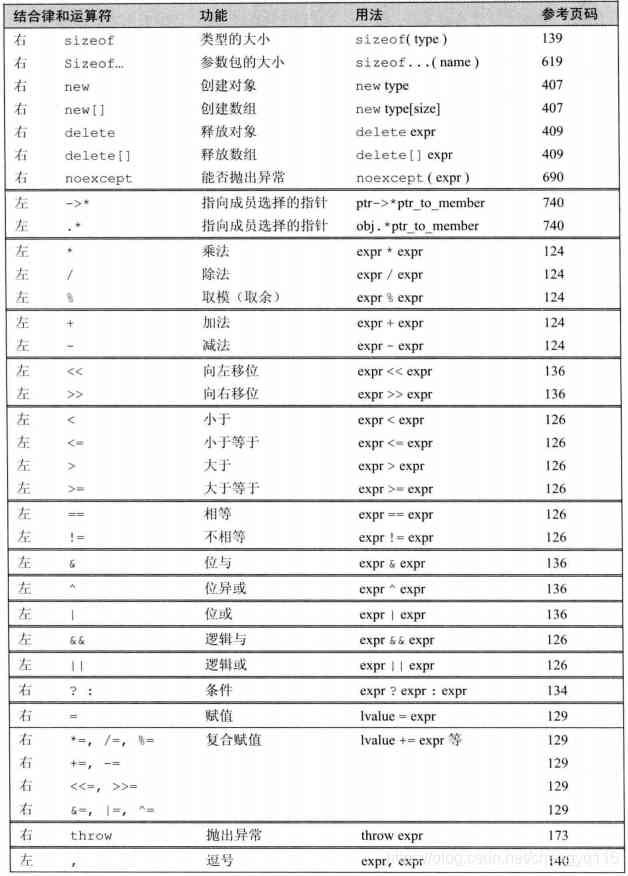 结合律和运算符 功能 用法 参考页码
右 sizeof 类型的大小 sizeof( type ) 139
右 Sizeof… 参数包的大小 sizeof...( name ) 619
右 new 创建对象 new type 407
右 new[] 创建数组 new type[size] 407
右 delete 释放对象 delete expr 409
右 delete[] 释放数组 delete[] expr 409
右 noexcept 能否抛出异常 noexcept ( expr ) 690
左 ->* 指向成员选择的指针 ptr->*ptr_to_member 740
左 .* 指向成员选择的指针 obj.*ptr_to_member 740
左 * 乘法 expr * expr 124
左 / 除法 expr / expr 124
左 % 取模（取余） expr % expr 124
左 + 加法 expr + expr 124
左 - 减法 expr - expr 124
左 << 向左移位 expr << expr 136
左 >> 向右移位 expr >> expr 136
左 < 小于 expr < expr 126
左 <= 小于等于 expr <= expr 126
左 > 大于 expr > expr 126
左 >= 大于等于 expr >= expr 126
左 == 相等 expr == expr 126
左 != 不相等 expr != expr 126
左 & 位与 expr & expr 136
左 ^ 位异或 expr ^ expr 136
左 | 位或 expr | expr 136
左 && 逻辑与 expr && expr 126
左 || 逻辑或 expr || expr 126
右 ? : 条件 expr ? expr : expr 134
右 = 赋值 lvalue = expr 129
右 *=, /=, %= 复合赋值 lvalue += expr 等 129
右 +=, -= 129
右 <<=, >>= 129
右 &=, |=, ^= 129
右 throw 抛出异常 throw expr 173
左 , 逗号 expr, expr 140